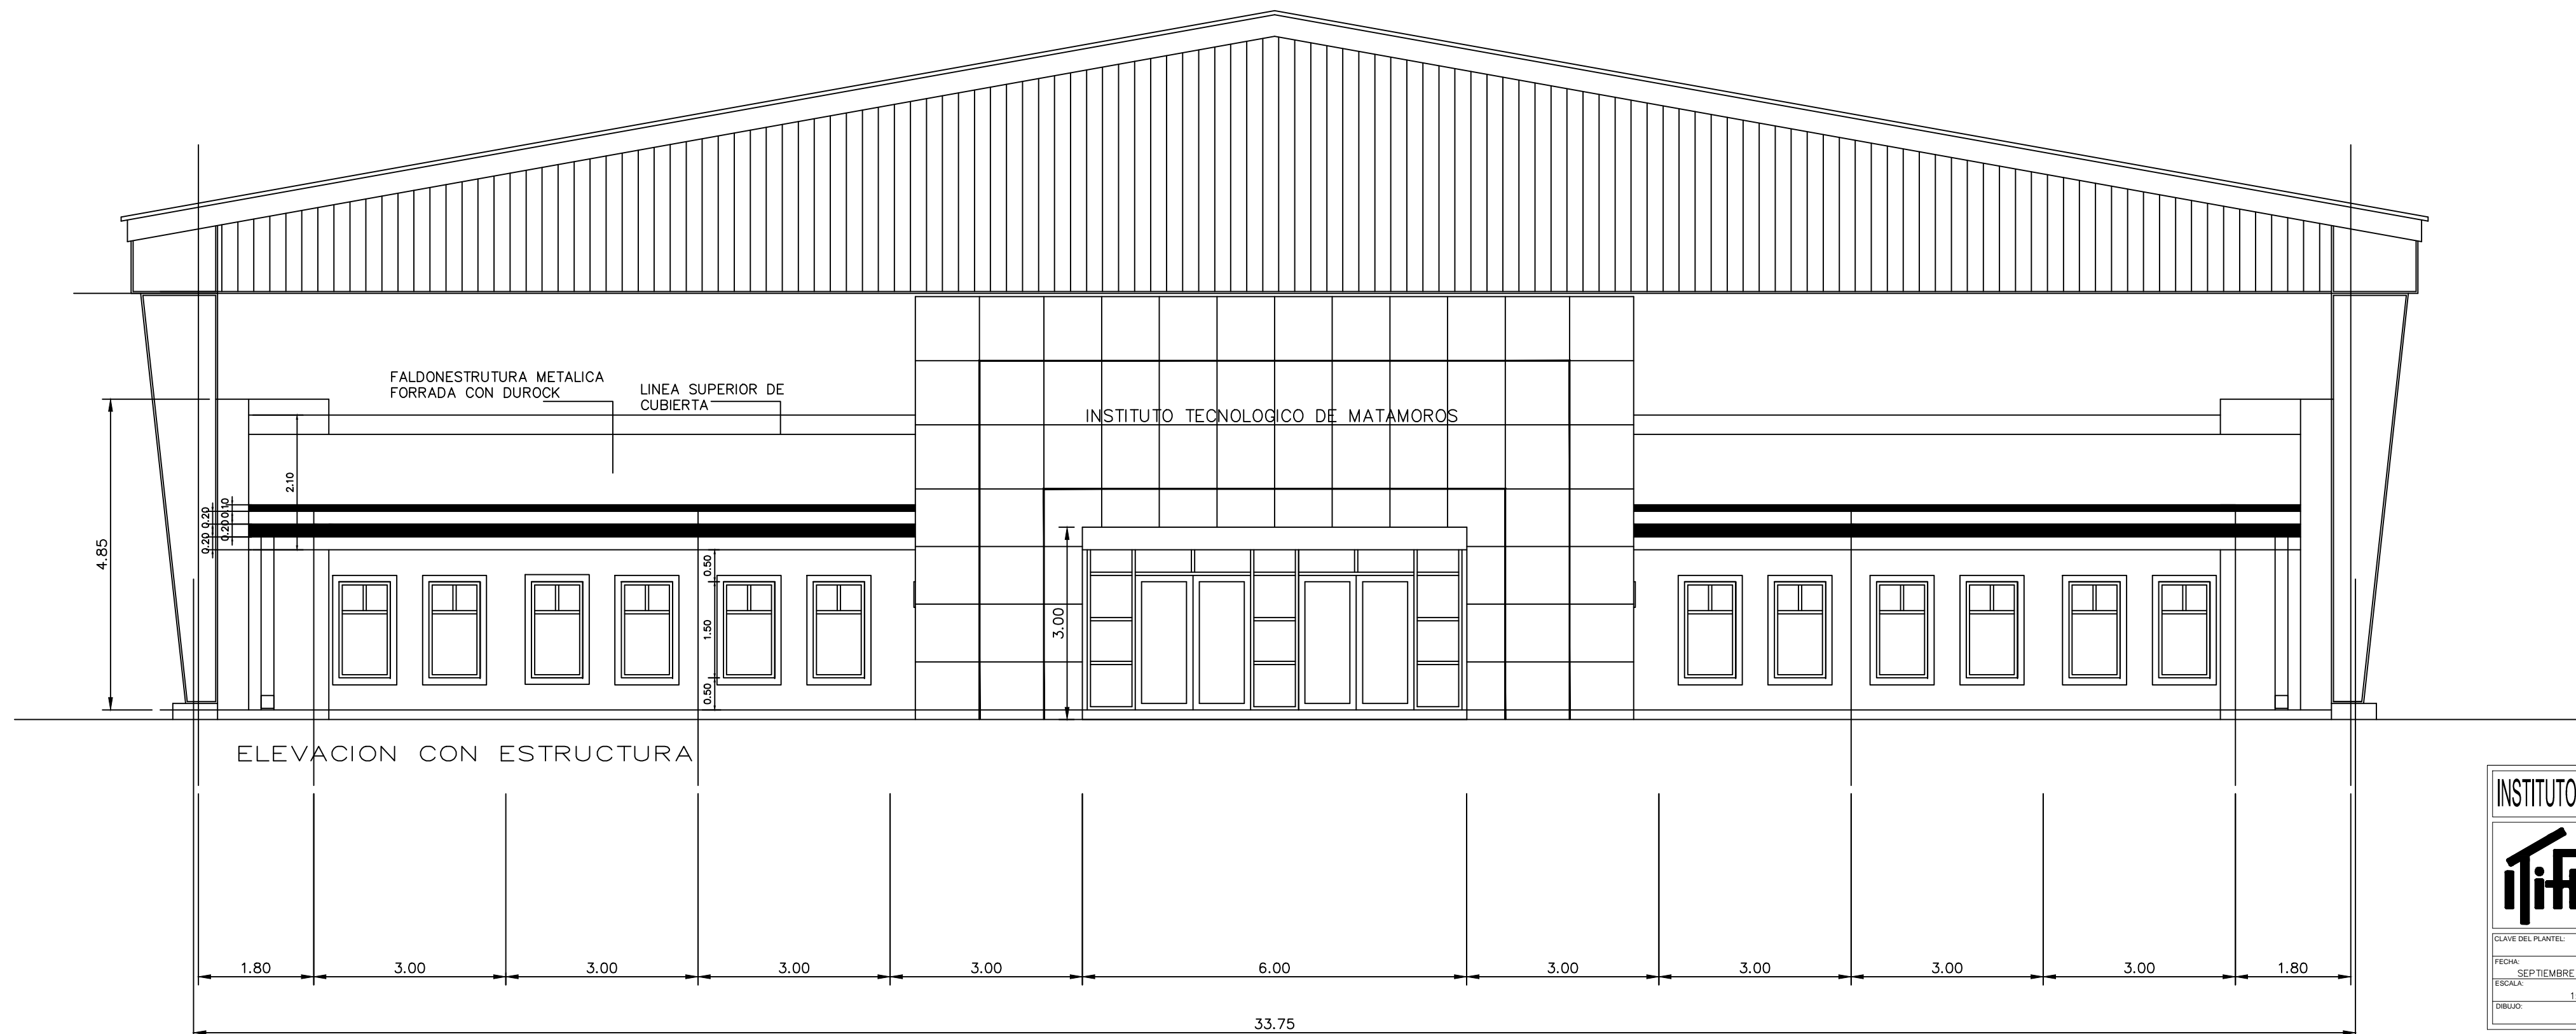 FALDONESTRUTURA METALICA
FORRADA CON DUROCK
LINEA SUPERIOR DE
CUBIERTA
INSTITUTO TECNOLOGICO DE MATAMOROS
2.10
0.10
0.20
0.20
0.20
4.85
0.50
1.50
0.50
3.00
ELEVACION CON ESTRUCTURA
1.80
3.00
3.00
3.00
3.00
6.00
3.00
3.00
3.00
3.00
1.80
33.75
INSTITUTO
CLAVE DEL PLANTEL:
FECHA:
SEPTIEMBRE
ESCALA:
1
DIBUJO: